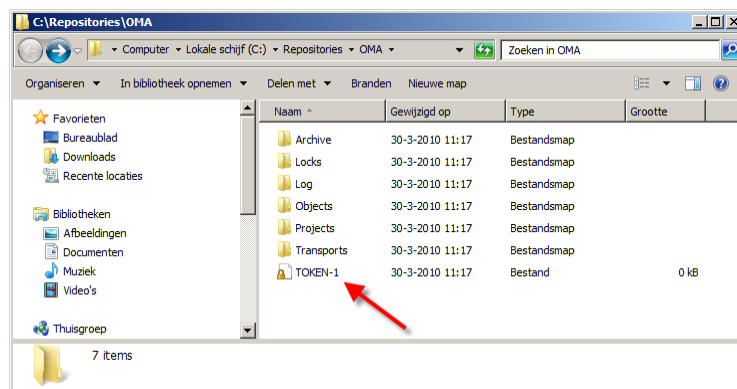 C:\Repositories\OMA
Computer Lokale schijf (C:) Repositories OMA Zoeken in OMA
Organiseren In bibliotheek opnemen Delen met Branden Nieuwe map
Favorieten
Bureaublad
Downloads
Recente locaties
Bibliotheken
Afbeeldingen
Documenten
Muziek
Video's
Thuisgroep
Naam Gewijzigd op Type Grootte
Archive 30-3-2010 11:17 Bestandsmap
Locks 30-3-2010 11:17 Bestandsmap
Log 30-3-2010 11:17 Bestandsmap
Objects 30-3-2010 11:17 Bestandsmap
Projects 30-3-2010 11:17 Bestandsmap
Transports 30-3-2010 11:17 Bestandsmap
TOKEN-1 30-3-2010 11:17 Bestand 0 kB
7 items